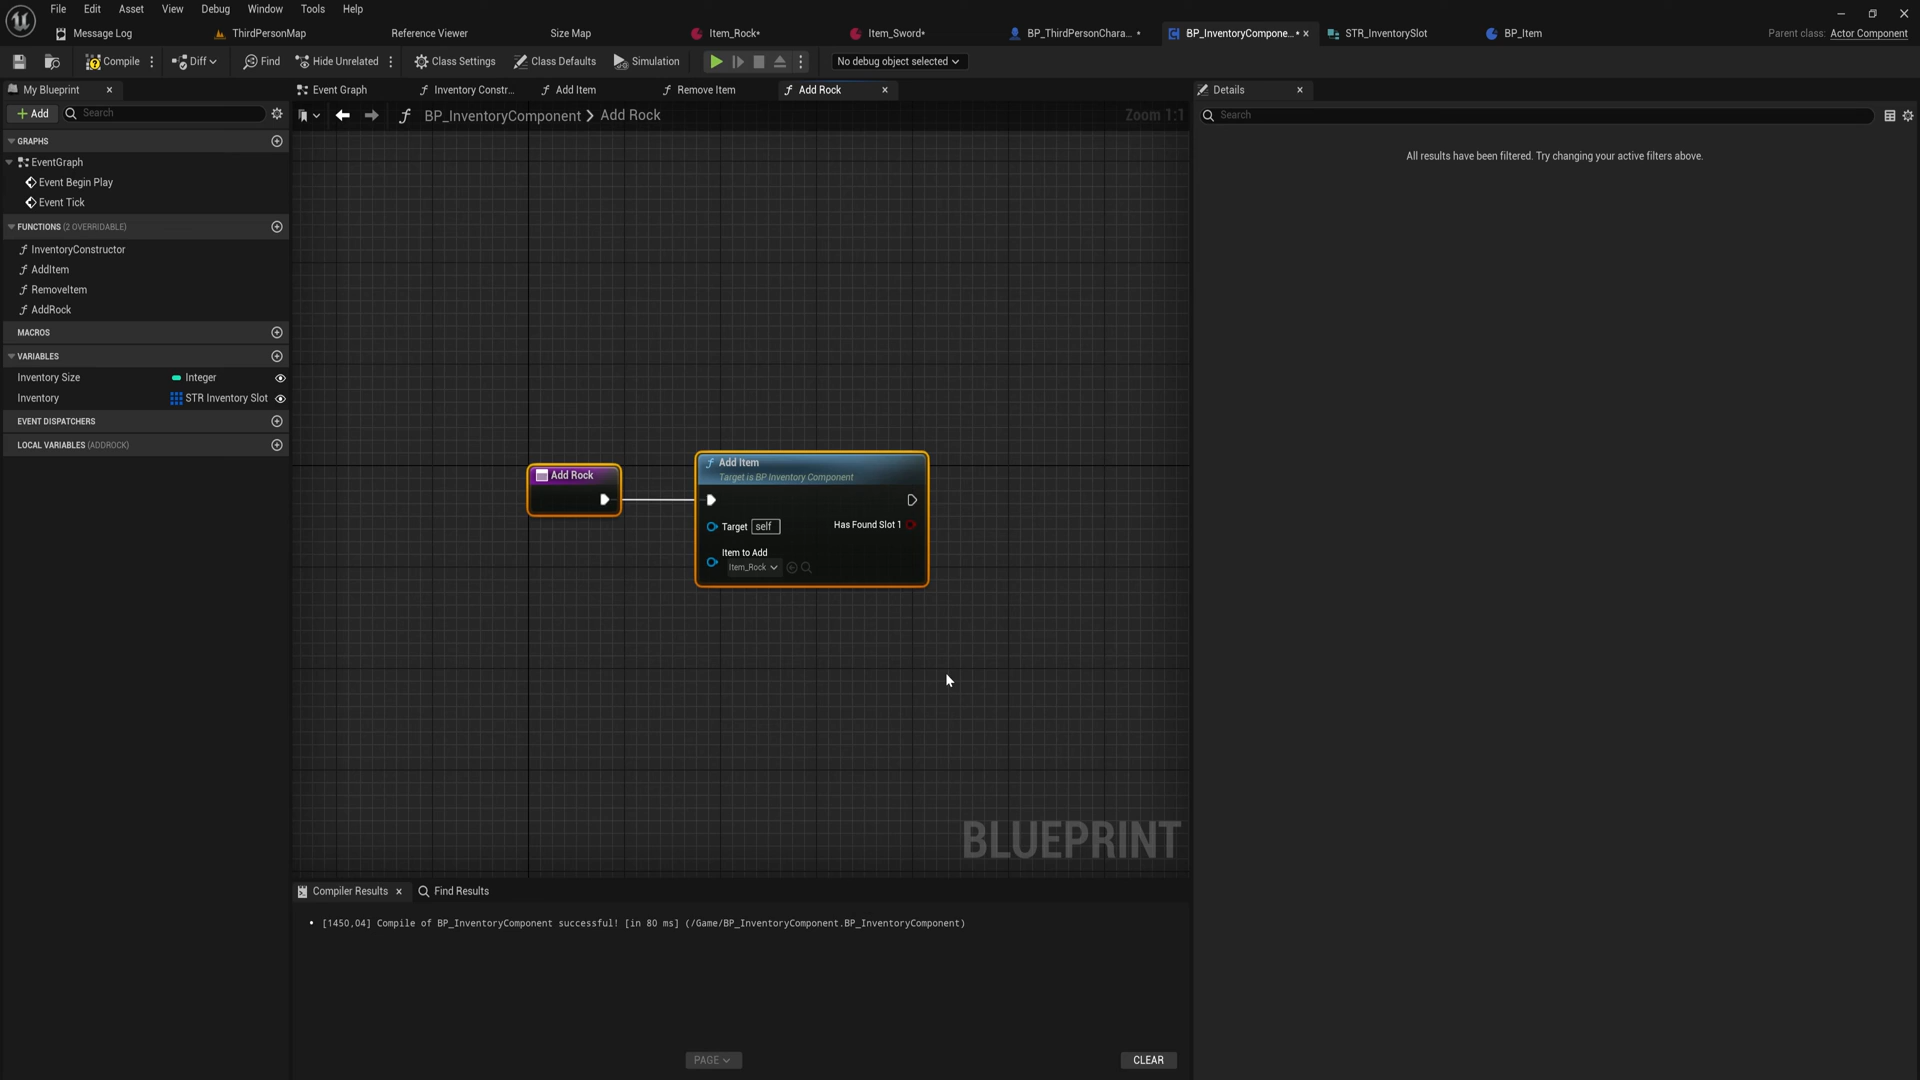 File Edit Asset View Debug Window Tools Help
Message Log ThirdPersonMap Reference Viewer Size Map Item_Rock* Item_Sword* BP_ThirdPersonChara... * BP_InventoryCompone... * STR_InventorySlot BP_Item Parent class: Actor Component
Compile Diff Find Hide Unrelated Class Settings Class Defaults Simulation No debug object selected
My Blueprint Event Graph Inventory Constr... Add Item Remove Item Add Rock Details
Add Search BP_InventoryComponent > Add Rock Zoom 1:1 Search
GRAPHS
All results have been filtered. Try changing your active filters above.
EventGraph
Event Begin Play
Event Tick
FUNCTIONS (2 OVERRIDABLE)
InventoryConstructor
AddItem
RemoveItem
AddRock
MACROS
VARIABLES
Inventory Size Integer
Inventory STR Inventory Slot
EVENT DISPATCHERS
LOCAL VARIABLES (ADDROCK)
Add Rock
Add Item
Target is BP Inventory Component
Target self Has Found Slot 1
Item to Add
Item_Rock
BLUEPRINT
Compiler Results Find Results
[1450,04] Compile of BP_InventoryComponent successful! [in 80 ms] (/Game/BP_InventoryComponent.BP_InventoryComponent)
PAGE CLEAR